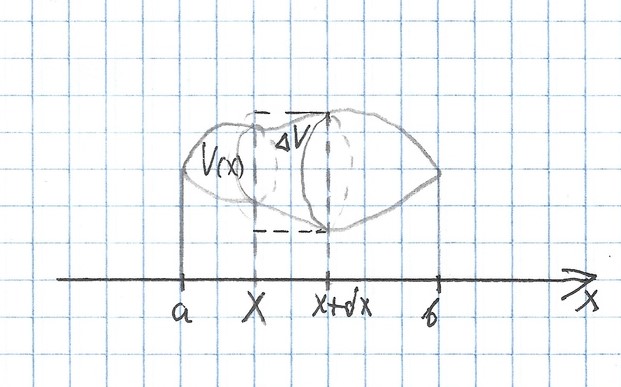 V(x) ΔV
a X x+dx b
X